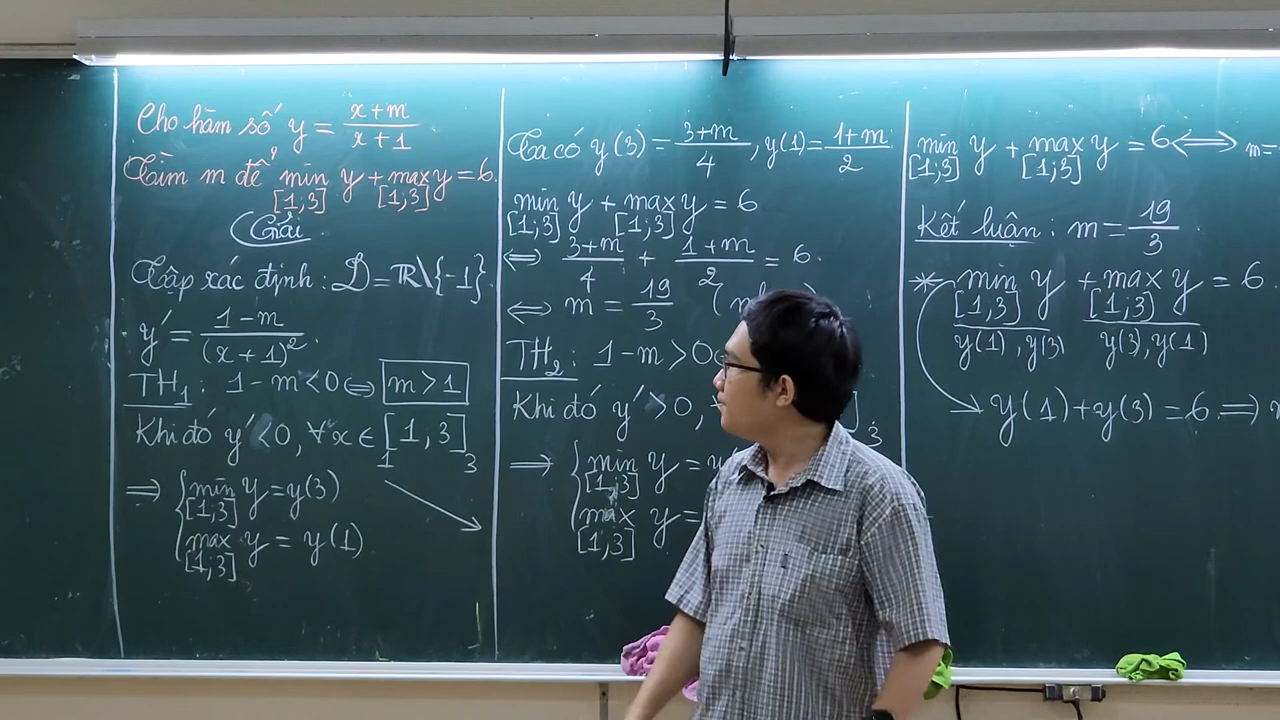 Cho hàm số y = (x+m)/(x+1)
Tìm m để min[1;3] y + max[1;3] y = 6.
Giải
Tập xác định: D = ℝ\{-1}.
y' = (1-m)/(x+1)².
TH₁: 1-m<0 ⇔ m>1
Khi đó y' < 0, ∀x ∈ [1,3]
1 3
⇒ { min[1;3] y = y(3)
max[1;3] y = y(1)
Ta có y(3) = (3+m)/4, y(1) = (1+m)/2
min[1;3] y + max[1;3] y = 6
⇔ (3+m)/4 + (1+m)/2 = 6.
⇔ m = 19/3 (
TH₂: 1-m>0
Khi đó y' > 0,
3
⇒ { min[1;3] y =
max[1;3] y =
min[1;3] y + max[1;3] y = 6 ⇔ m=
Kết luận: m = 19/3
* min[1;3] y + max[1;3] y = 6.
y(1), y(3) y(3), y(1)
→ y(1) + y(3) = 6 ⇒